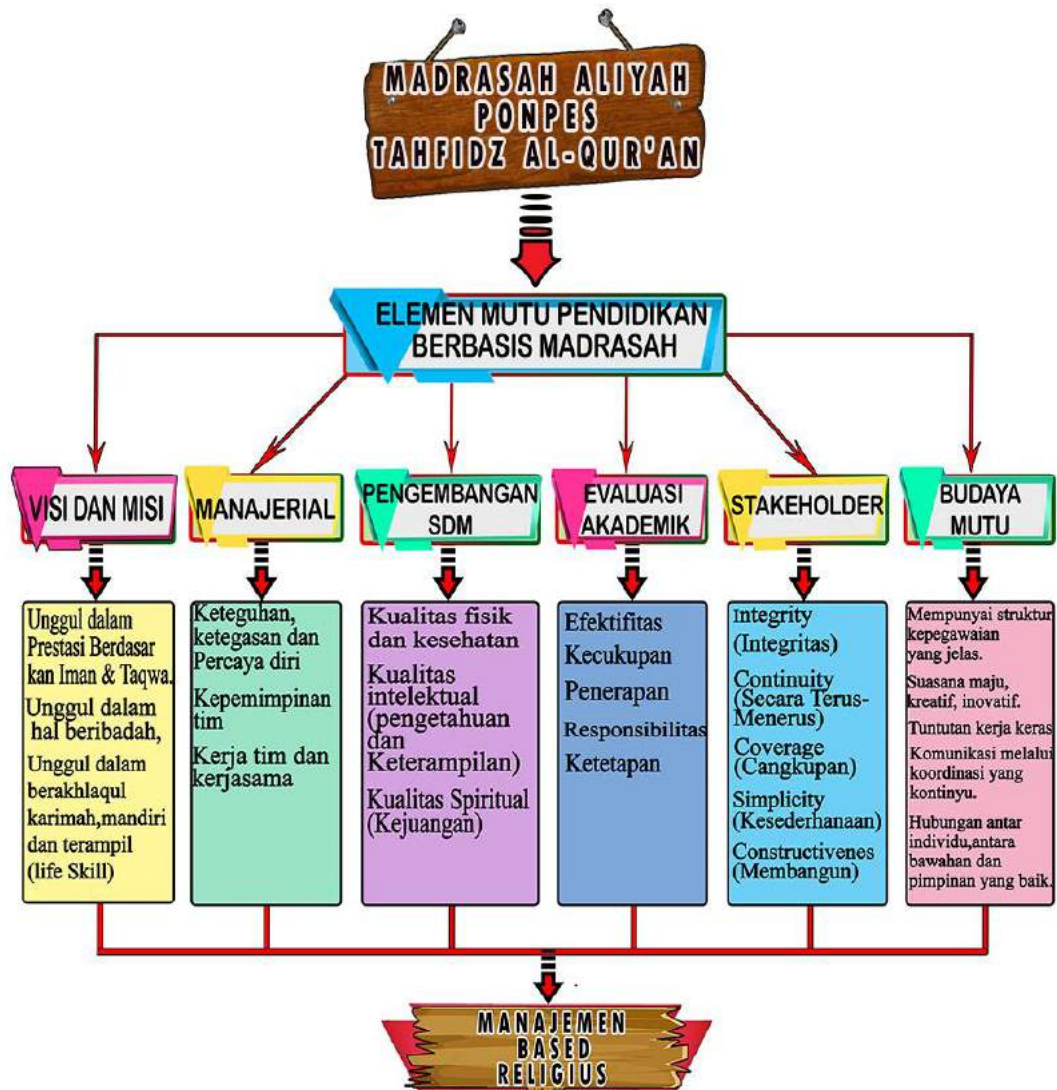 MADRASAH ALIYAH
PONPES
TAHFIDZ AL-QUR'AN
ELEMEN MUTU PENDIDIKAN
BERBASIS MADRASAH
VISI DAN MISI
MANAJERIAL
PENGEMBANGAN
SDM
EVALUASI
AKADEMIK
STAKEHOLDER
BUDAYA
MUTU
Unggul dalam
Prestasi Berdasar
kan Iman & Taqwa.
Unggul dalam
hal beribadah,
Unggul dalam
berakhlaqul
karimah,mandiri
dan terampil
(life Skill)
Keteguhan,
ketegasan dan
Percaya diri
Kepemimpinan
tim
Kerja tim dan
kerjasama
Kualitas fisik
dan kesehatan
Kualitas
intelektual
(pengetahuan
dan
Keterampilan)
Kualitas Spiritual
(Kejuangan)
Efektifitas
Kecukupan
Penerapan
Responsibilitas
Ketetapan
Integrity
(Integritas)
Continuity
(Secara Terus-
Menerus)
Coverage
(Cangkupan)
Simplicity
(Kesederhanaan)
Constructivenes
(Membangun)
Mempunyai struktur
kepegawaian
yang jelas.
Suasana maju,
kreatif, inovatif.
Tuntutan kerja keras
Komunikasi melalui
koordinasi yang
kontinyu.
Hubungan antar
individu,antara
bawahan dan
pimpinan yang baik.
MANAJEMEN
BASED
RELIGIUS